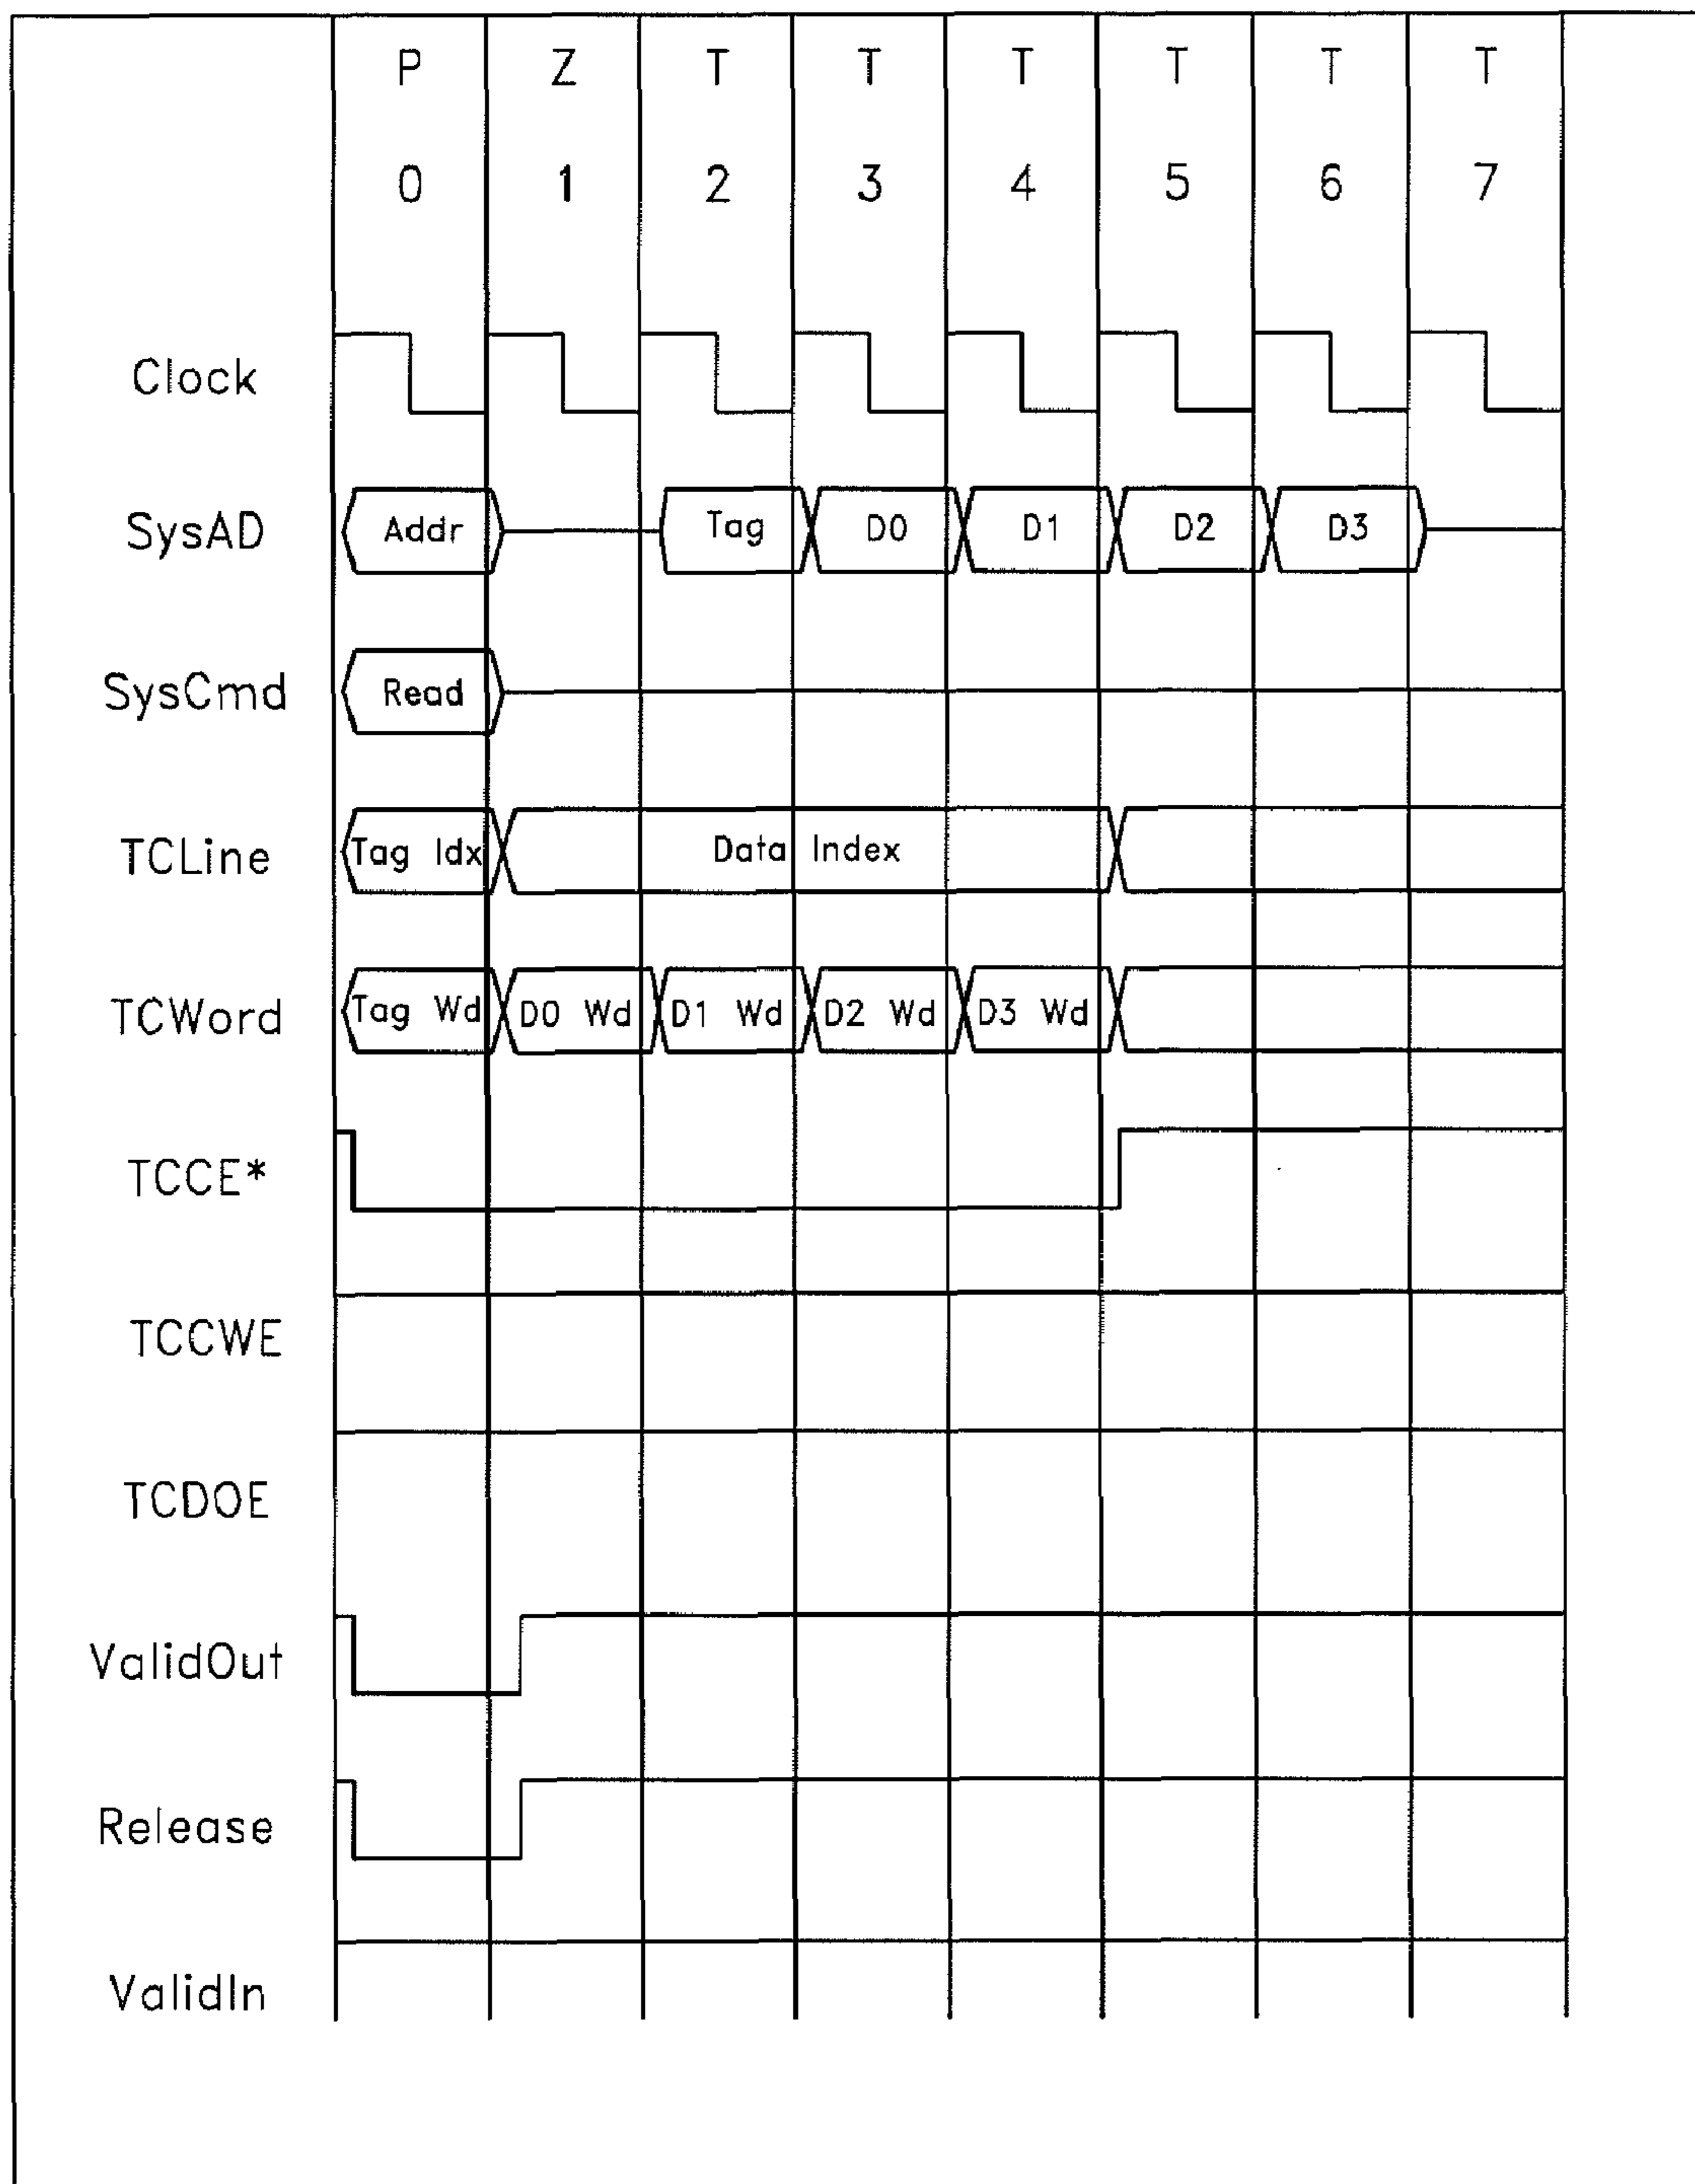 P Z T T T T T T
0 1 2 3 4 5 6 7
Clock
SysAD Addr Tag D0 D1 D2 D3
SysCmd Read
TCLine Tag Idx Data Index
TCWord Tag Wd D0 Wd D1 Wd D2 Wd D3 Wd
TCCE*
TCCWE
TCDOE
ValidOut
Release
ValidIn